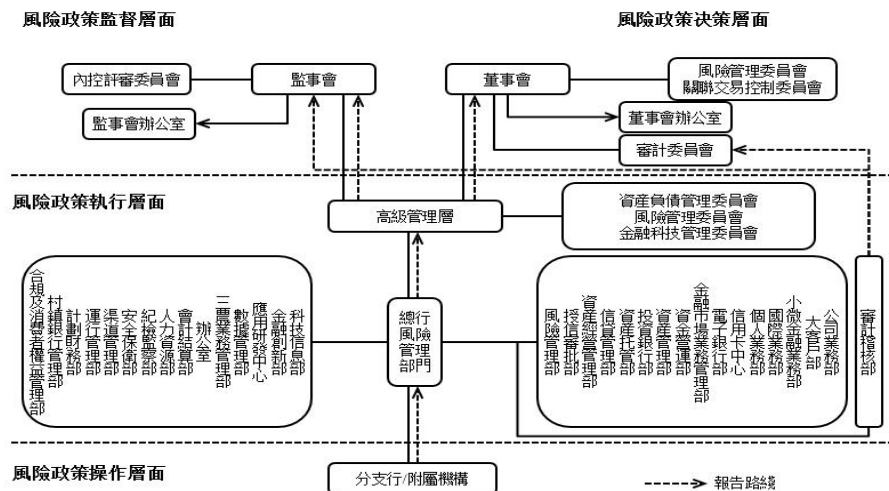 風險政策監督層面
風險政策決策層面
內控評審委員會
監事會
董事會
風險管理委員會
關聯交易控制委員會
監事會辦公室
董事會辦公室
審計委員會
風險政策執行層面
高級管理層
資產負債管理委員會
風險管理委員會
金融科技管理委員會
合規及消費者權益管理部
村鎮銀行管理部
計劃財務部
運行管理部
渠道管理部
安全保衛部
紀檢監察部
人力資源部
會計結算部
辦公室
三農業務管理部
數據管理部
應用研發中心
金融創新部
科技信息部
總行
風險
管理
部門
風險管理部
授信審批部
資產經營管理部
信貸管理部
資產托管部
投資銀行部
資產管理部
資金營運部
金融市場業務管理部
電子銀行部
信用卡中心
個人業務部
國際業務部
小微金融業務部
大客戶部
公司業務部
審計稽核部
風險政策操作層面
分支行/附屬機構
報告路綫